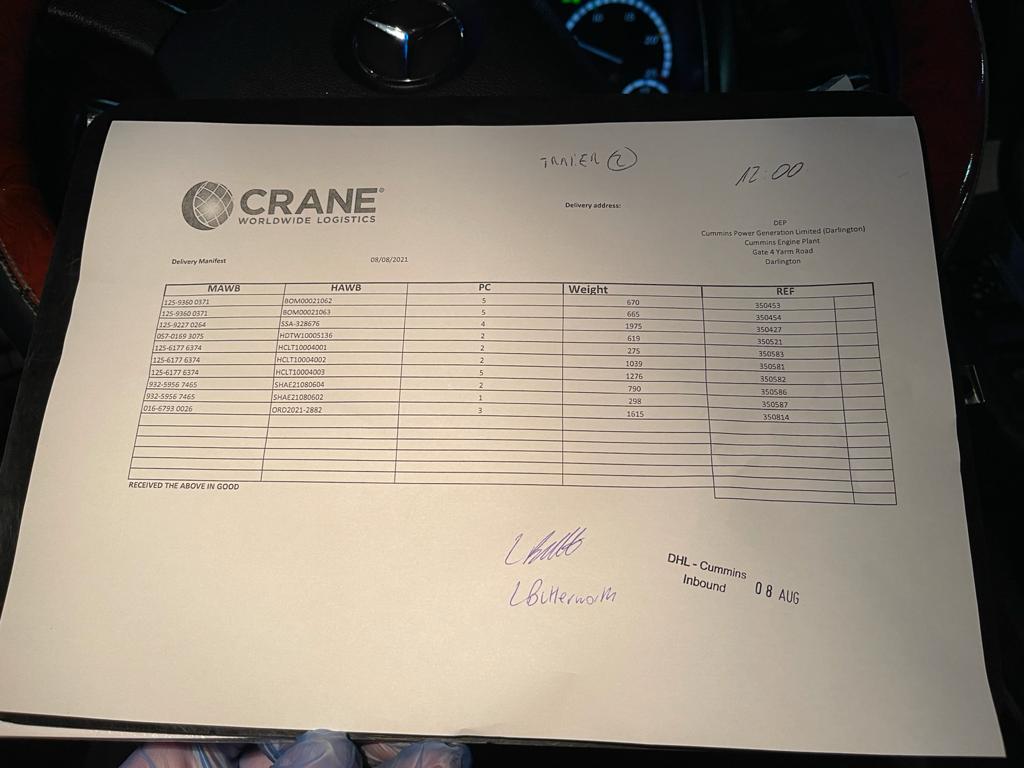 TRAILER 2
12:00
CRANE®
WORLDWIDE LOGISTICS
Delivery address:
DEP
Cummins Power Generation Limited (Darlington)
Cummins Engine Plant
Gate 4 Yarm Road
Darlington
Delivery Manifest 08/08/2021
MAWB HAWB PC Weight REF
125-9360 0371 BOM00021062 5 670 350453
125-9360 0371 BOM00021063 5 665 350454
125-9227 0264 SSA-328676 4 1975 350427
057-0169 3075 HDTW10005136 2 619 350521
125-6177 6374 HCLT10004001 2 275 350583
125-6177 6374 HCLT10004002 2 1039 350581
125-6177 6374 HCLT10004003 5 1276 350582
932-5956 7465 SHAE21080604 2 790 350586
932-5956 7465 SHAE21080602 1 298 350587
016-6793 0026 ORD2021-2882 3 1615 350814
RECEIVED THE ABOVE IN GOOD
L Butterworth
DHL - Cummins
Inbound 08 AUG